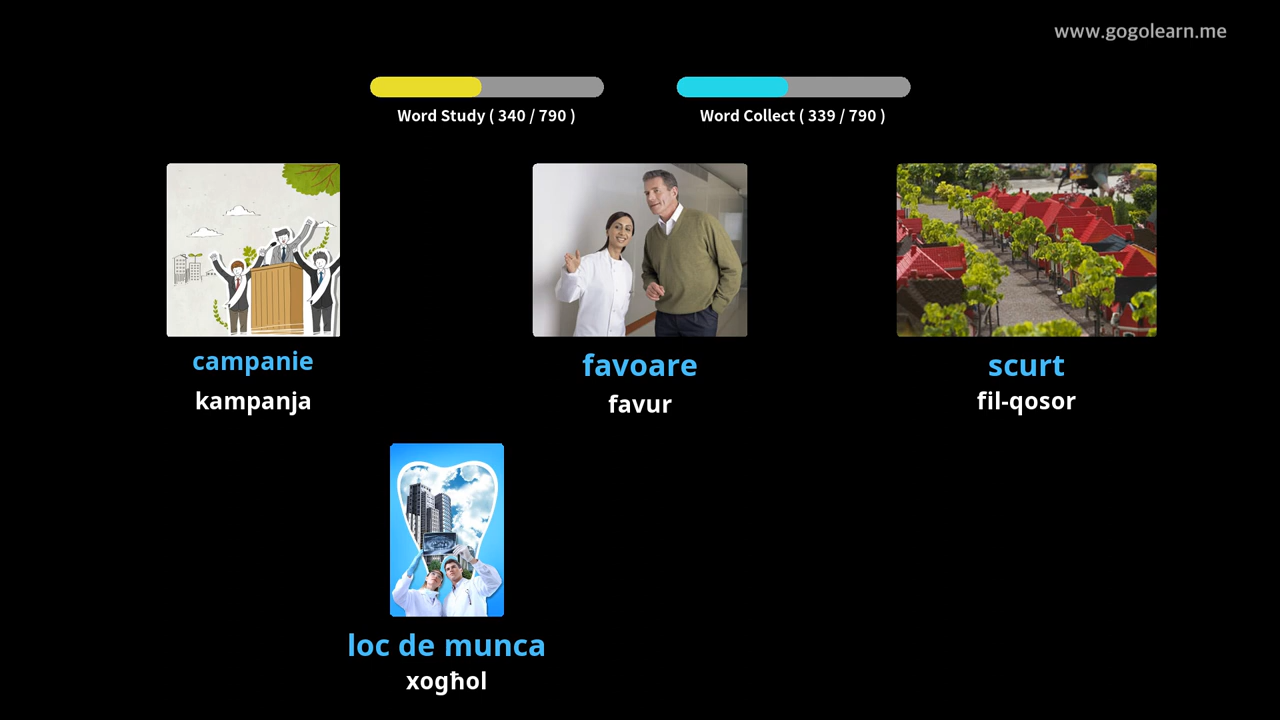 www.gogolearn.me
Word Study ( 340 / 790 )
Word Collect ( 339 / 790 )
campanie
kampanja
favoare
favur
scurt
fil-qosor
loc de munca
xogħol